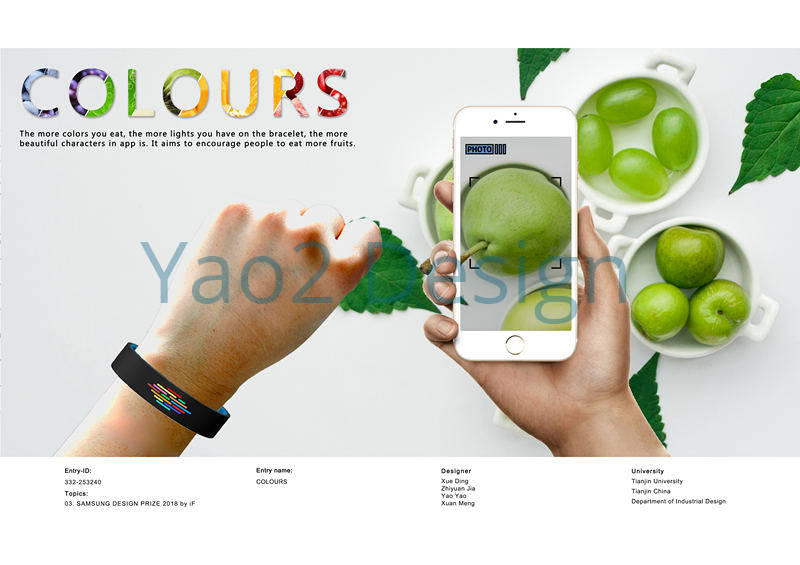 COLOURS
The more colors you eat, the more lights you have on the bracelet, the more
beautiful characters in app is. It aims to encourage people to eat more fruits.
PHOTO
Yao2 Design
Entry-ID:
332-253240
Topics:
03. SAMSUNG DESIGN PRIZE 2018 by iF
Entry name:
COLOURS
Designer
Xue Ding
Zhiyuan Jia
Yao Yao
Xuan Meng
University
Tianjin University
Tianjin China
Department of Industrial Design